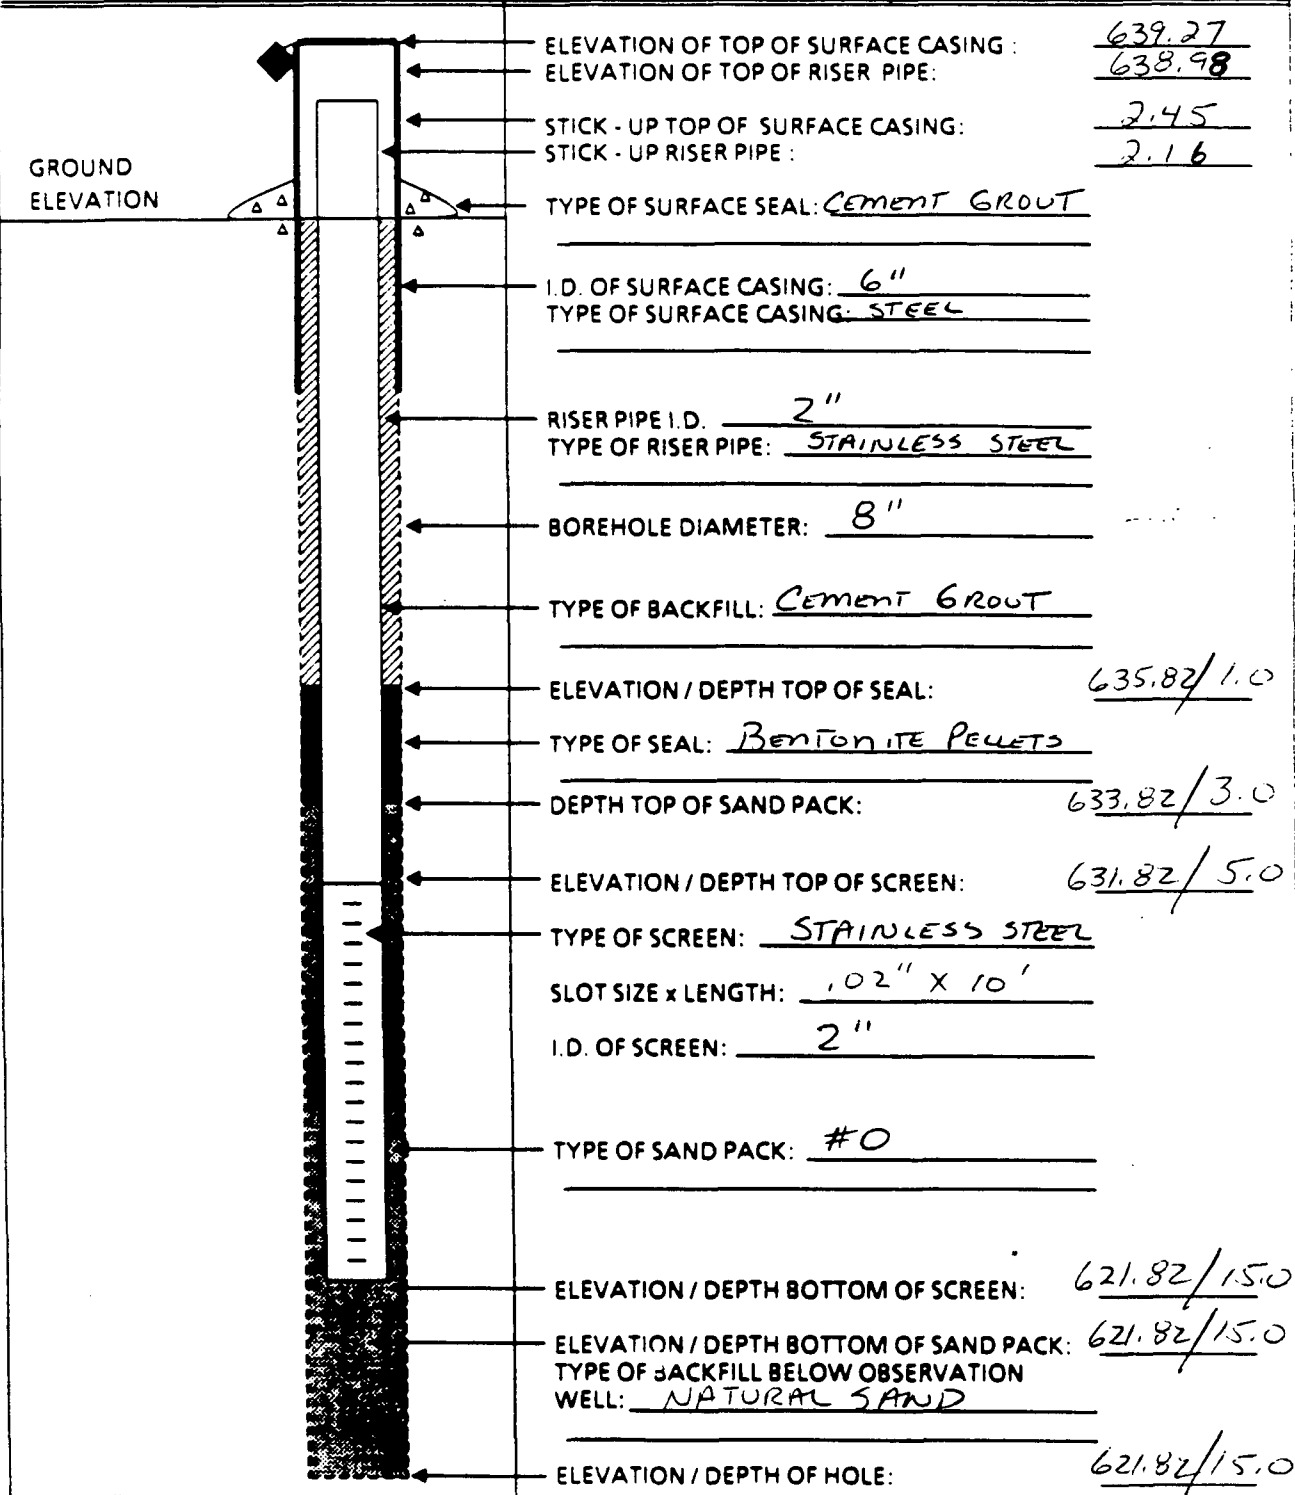 ELEVATION OF TOP OF SURFACE CASING : 639.27
ELEVATION OF TOP OF RISER PIPE: 638.98
STICK - UP TOP OF SURFACE CASING: 2.45
STICK - UP RISER PIPE : 2.16
GROUND
ELEVATION
TYPE OF SURFACE SEAL: CEMENT GROUT
I.D. OF SURFACE CASING: 6"
TYPE OF SURFACE CASING: STEEL
RISER PIPE I.D. 2"
TYPE OF RISER PIPE: STAINLESS STEEL
BOREHOLE DIAMETER: 8"
TYPE OF BACKFILL: CEMENT GROUT
ELEVATION / DEPTH TOP OF SEAL: 635.82/1.0
TYPE OF SEAL: BENTONITE PELLETS
DEPTH TOP OF SAND PACK: 633.82/3.0
ELEVATION / DEPTH TOP OF SCREEN: 631.82/5.0
TYPE OF SCREEN: STAINLESS STEEL
SLOT SIZE x LENGTH: .02" X 10'
I.D. OF SCREEN: 2"
TYPE OF SAND PACK: #0
ELEVATION / DEPTH BOTTOM OF SCREEN: 621.82/15.0
ELEVATION / DEPTH BOTTOM OF SAND PACK: 621.82/15.0
TYPE OF BACKFILL BELOW OBSERVATION
WELL: NATURAL SAND
ELEVATION / DEPTH OF HOLE: 621.82/15.0